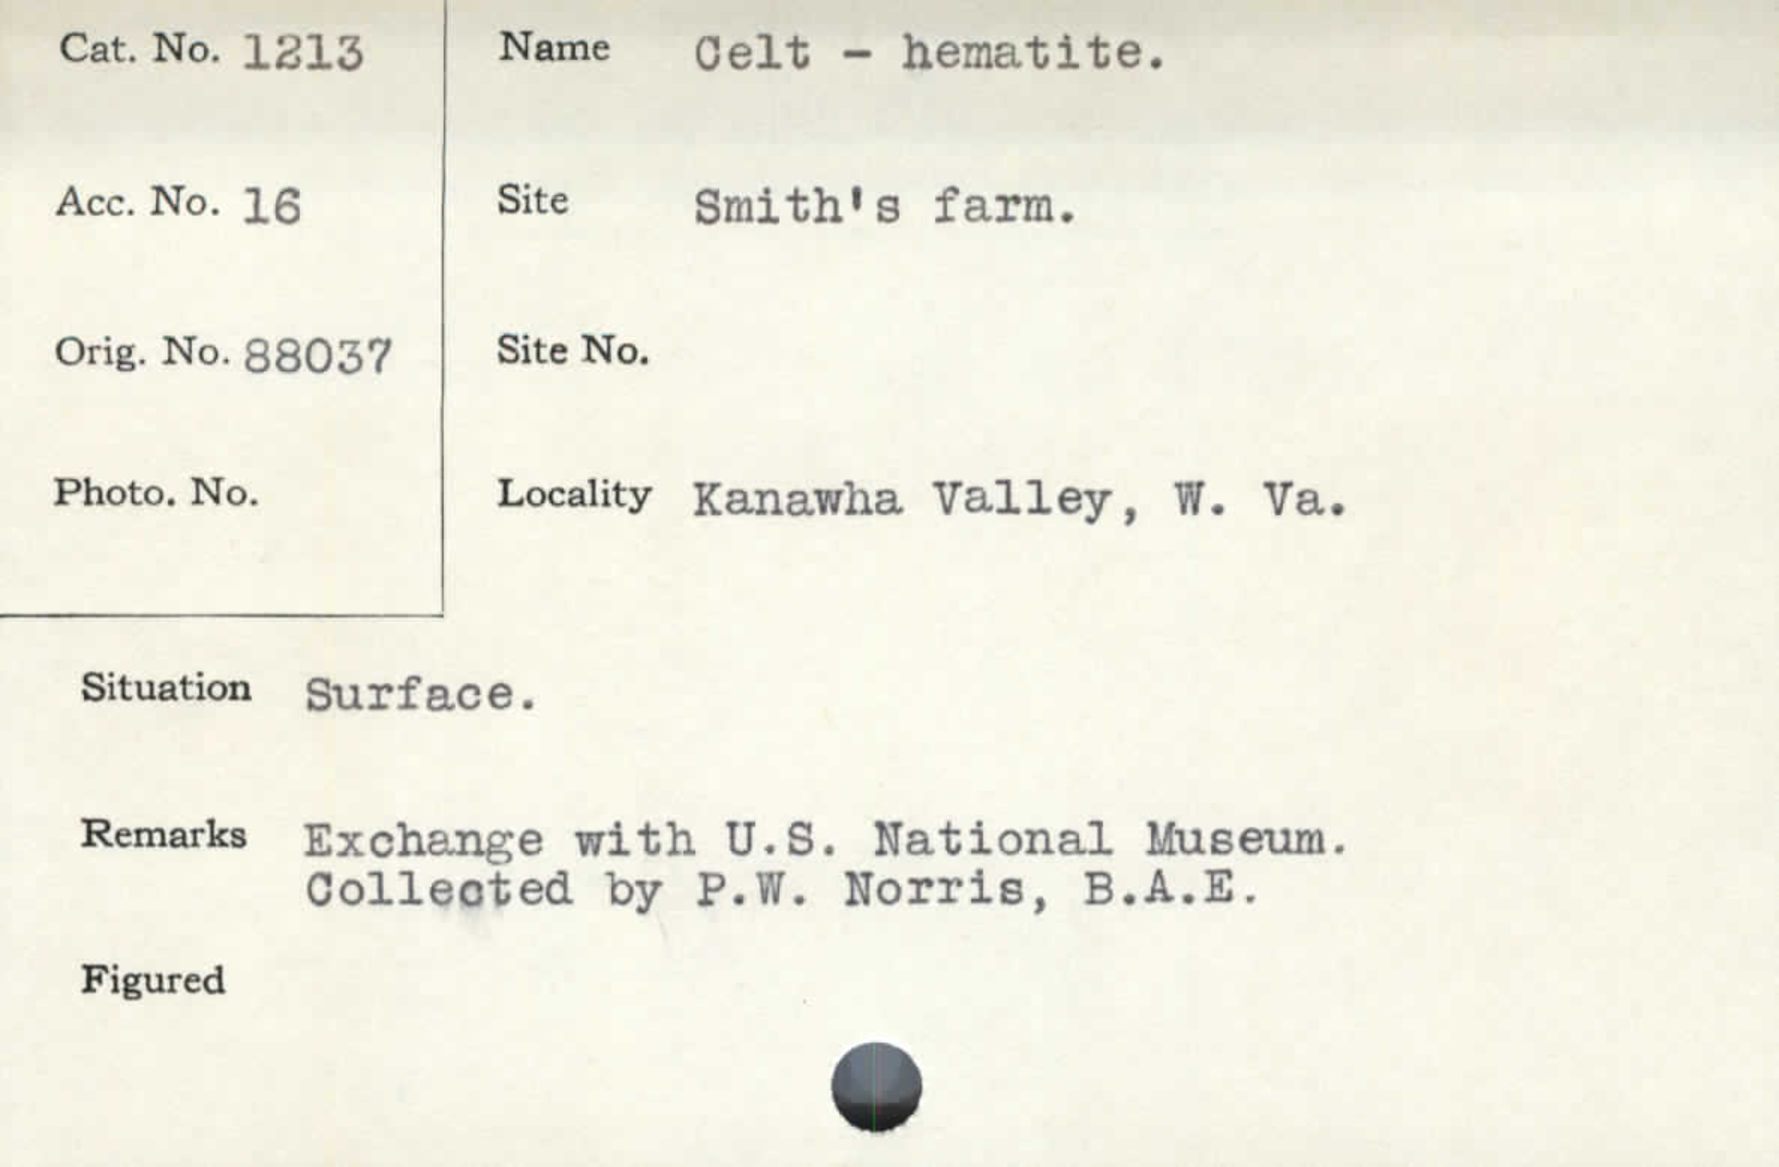 Cat. No. 1213
Name Celt - hematite.
Acc. No. 16
Site Smith's farm.
Orig. No. 88037
Site No.
Photo. No.
Locality Kanawha Valley, W. Va.
Situation Surface.
Remarks Exchange with U.S. National Museum.
Collected by P.W. Norris, B.A.E.
Figured